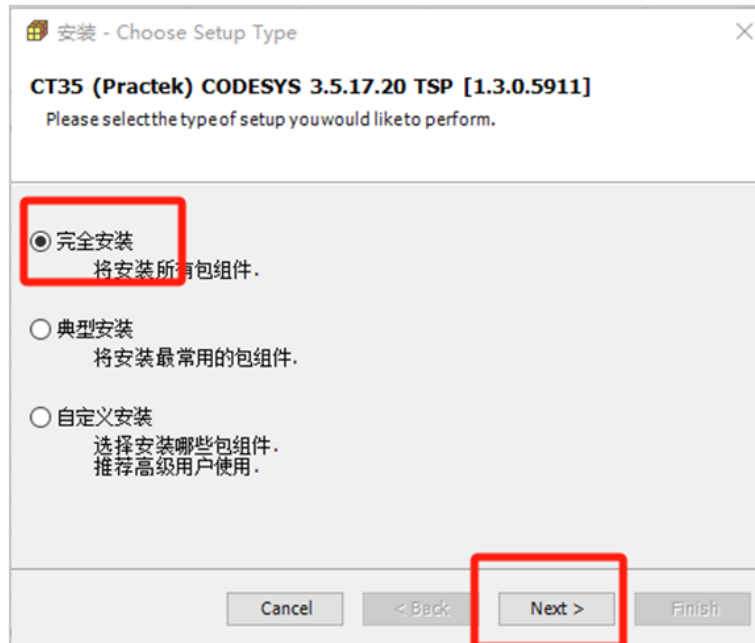 安装 - Choose Setup Type
CT35 (Practek) CODESYS 3.5.17.20 TSP [1.3.0.5911]
Please select the type of setup you would like to perform.
完全安装
将安装所有包组件.
典型安装
将安装最常用的包组件.
自定义安装
选择安装哪些包组件.
推荐高级用户使用.
Cancel
< Back
Next >
Finish